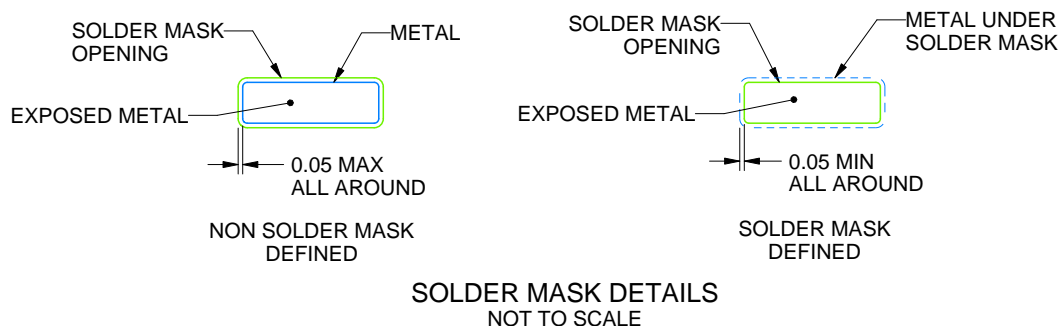 SOLDER MASK
OPENING
METAL
EXPOSED METAL
0.05 MAX
ALL AROUND
NON SOLDER MASK
DEFINED
SOLDER MASK
OPENING
METAL UNDER
SOLDER MASK
EXPOSED METAL
0.05 MIN
ALL AROUND
SOLDER MASK
DEFINED
SOLDER MASK DETAILS
NOT TO SCALE